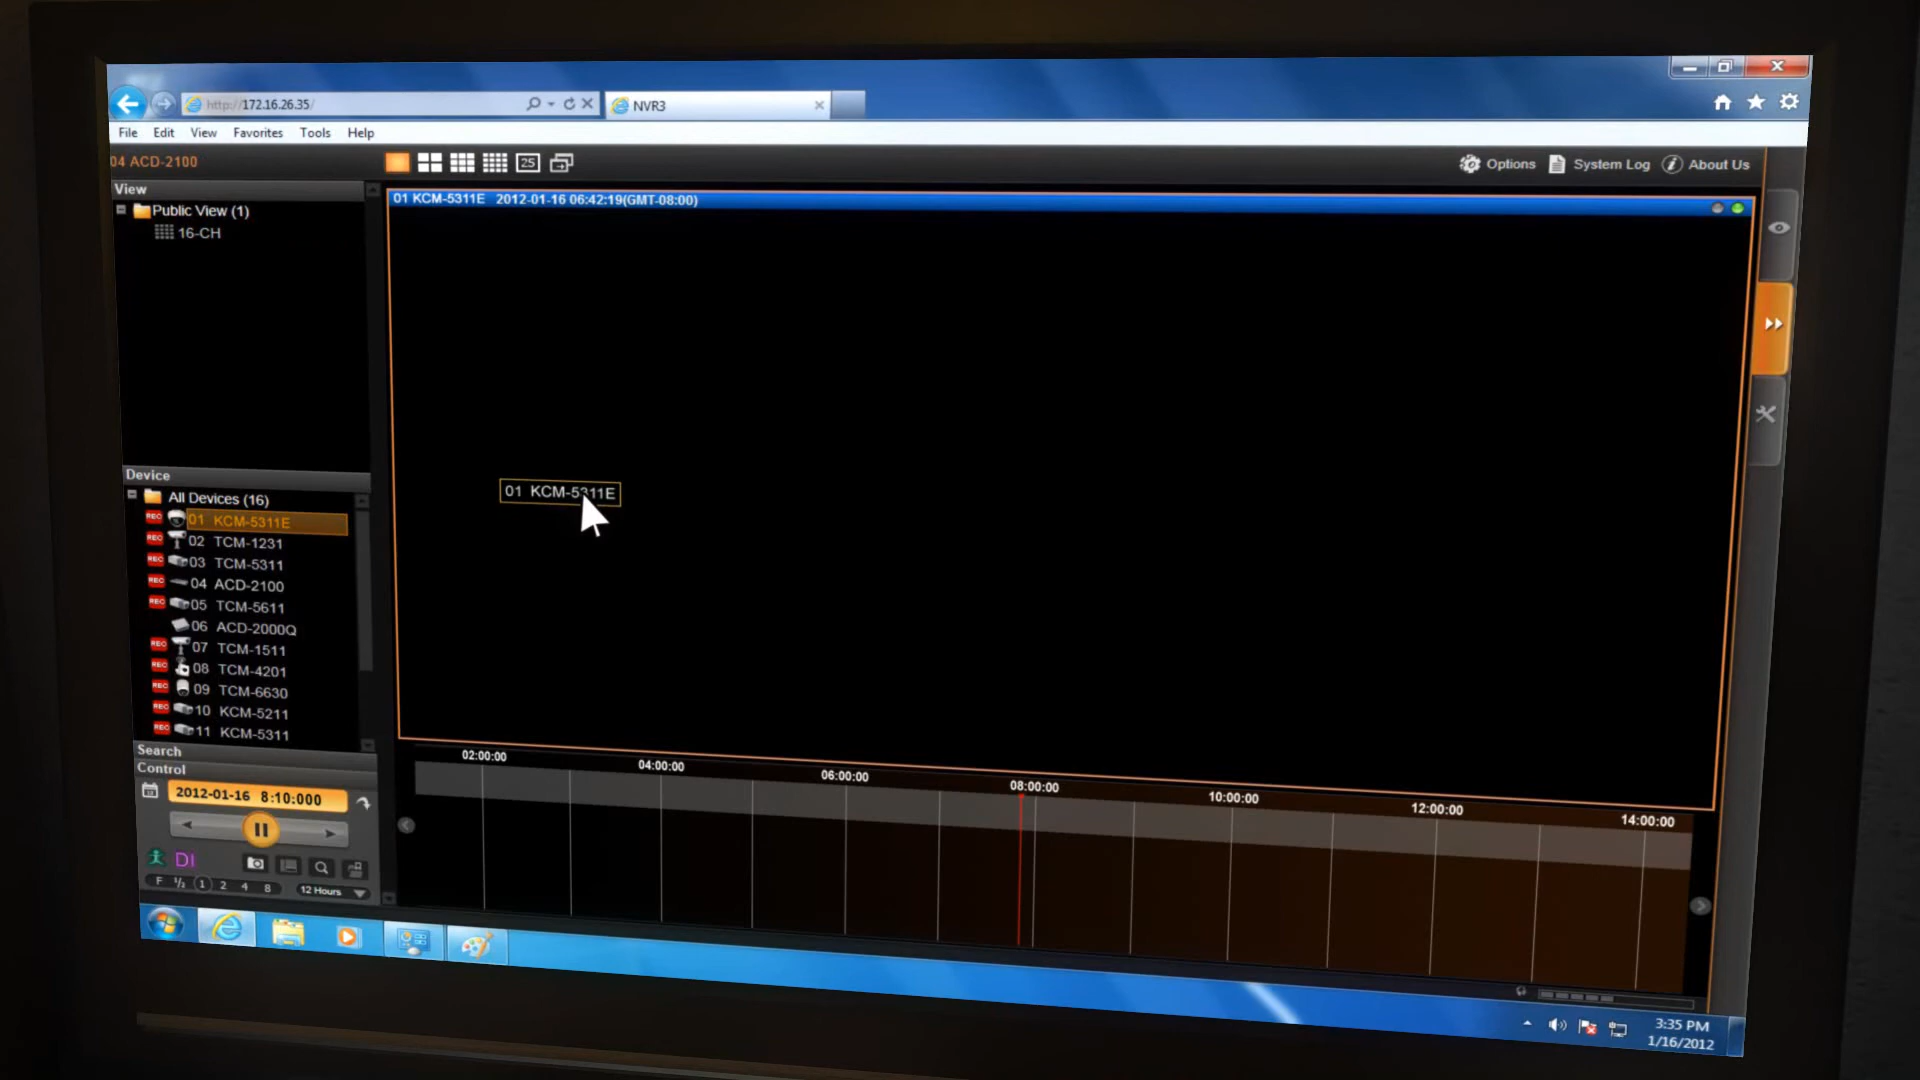 http://172.16.26.35/
NVR3
File Edit View Favorites Tools Help
04 ACD-2100
25
Options System Log About Us
View
Public View (1)
16-CH
01 KCM-5311E 2012-01-16 06:42:19(GMT-08:00)
01 KCM-5311E
Device
All Devices (16)
REC 01 KCM-5311E
REC 02 TCM-1231
REC 03 TCM-5311
REC 04 ACD-2100
REC 05 TCM-5611
06 ACD-2000Q
REC 07 TCM-1511
REC 08 TCM-4201
REC 09 TCM-6630
REC 10 KCM-5211
REC 11 KCM-5311
Search
Control
2012-01-16 8:10:000
DI
F 1/2 1 2 4 8 12 Hours
02:00:00 04:00:00 06:00:00 08:00:00 10:00:00 12:00:00 14:00:00
3:35 PM
1/16/2012